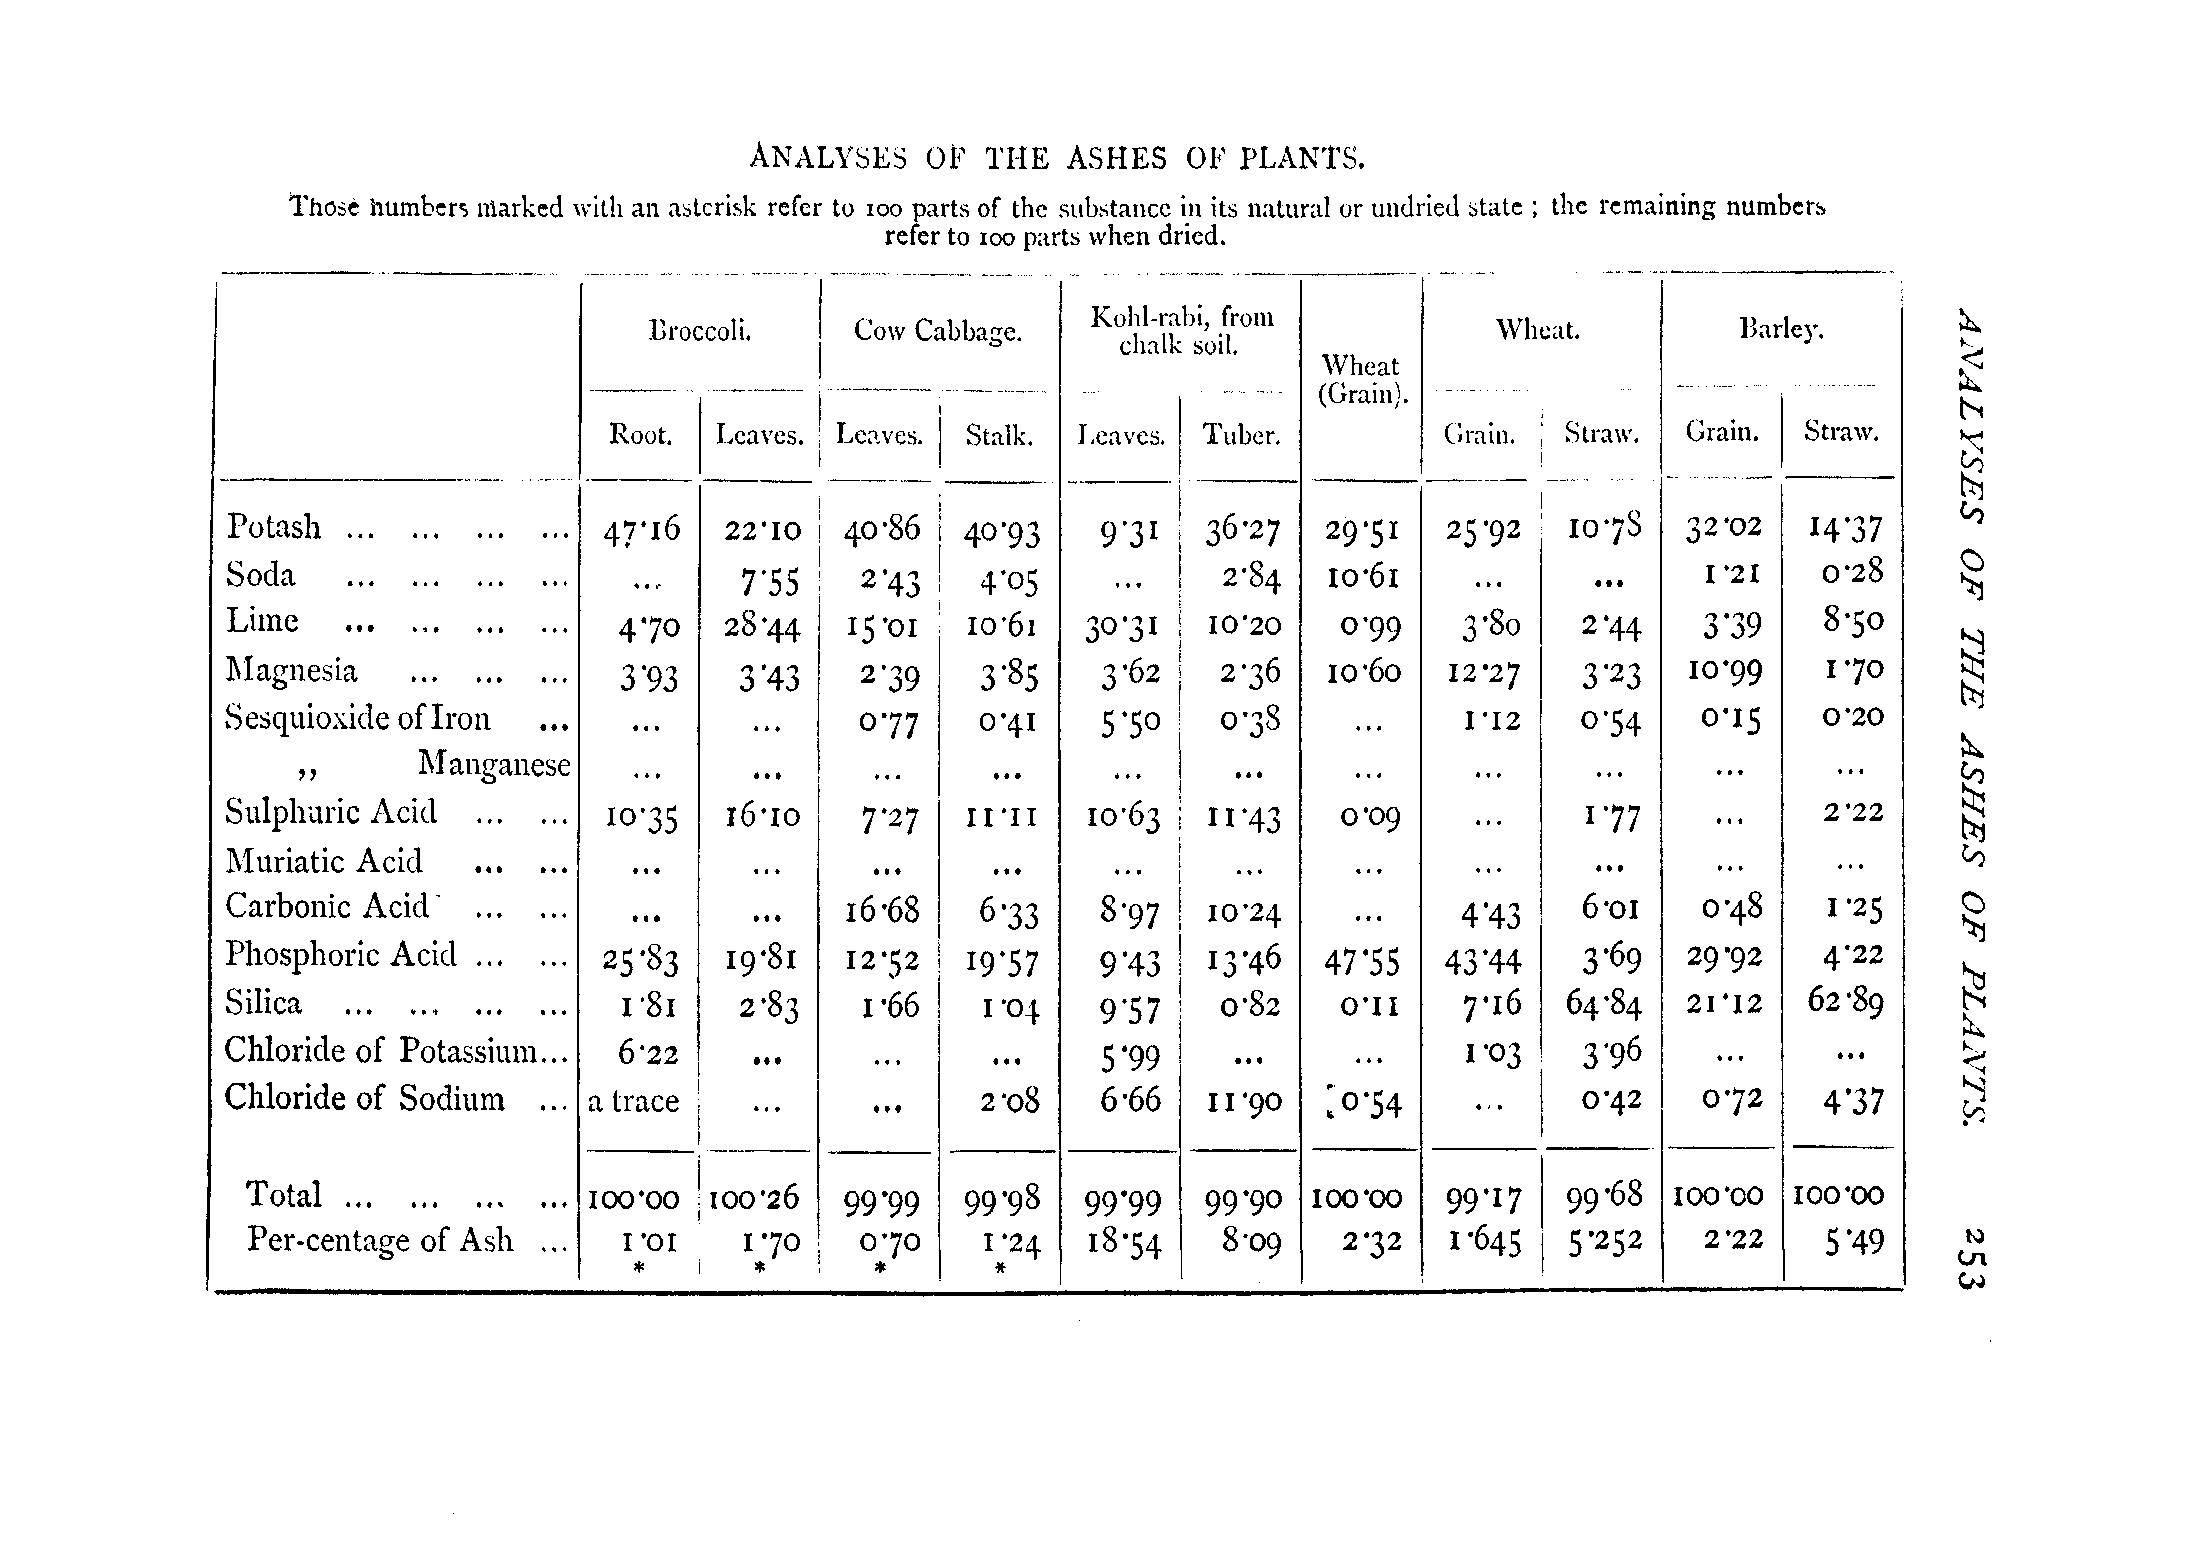 ANALYSES OF THE ASHES OF PLANTS.
Those numbers marked with an asterisk refer to 100 parts of the substance in its natural or undried state ; the remaining numbers
refer to 100 parts when dried.
Broccoli. Cow Cabbage. Kohl-rabi, from chalk soil. Wheat (Grain). Wheat. Barley.
Root. Leaves. Leaves. Stalk. Leaves. Tuber. Grain. Straw. Grain. Straw.
Potash ... ... ... ... 47·16 22·10 40·86 40·93 9·31 36·27 29·51 25·92 10·78 32·02 14·37
Soda ... ... ... ... ... 7·55 2·43 4·05 ... 2·84 10·61 ... ... 1·21 0·28
Lime ... ... ... ... 4·70 28·44 15·01 10·61 30·31 10·20 0·99 3·80 2·44 3·39 8·50
Magnesia ... ... ... 3·93 3·43 2·39 3·85 3·62 2·36 10·60 12·27 3·23 10·99 1·70
Sesquioxide of Iron ... ... ... 0·77 0·41 5·50 0·38 ... 1·12 0·54 0·15 0·20
,, Manganese ... ... ... ... ... ... ... ... ... ... ...
Sulphuric Acid ... ... 10·35 16·10 7·27 11·11 10·63 11·43 0·09 ... 1·77 ... 2·22
Muriatic Acid ... ... ... ... ... ... ... ... ... ... ... ... ...
Carbonic Acid ... ... ... ... 16·68 6·33 8·97 10·24 ... 4·43 6·01 0·48 1·25
Phosphoric Acid ... ... 25·83 19·81 12·52 19·57 9·43 13·46 47·55 43·44 3·69 29·92 4·22
Silica ... ... ... ... 1·81 2·83 1·66 1·04 9·57 0·82 0·11 7·16 64·84 21·12 62·89
Chloride of Potassium... 6·22 ... ... ... 5·99 ... ... 1·03 3·96 ... ...
Chloride of Sodium ... a trace ... ... 2·08 6·66 11·90 0·54 ... 0·42 0·72 4·37
Total ... ... ... ... 100·00 100·26 99·99 99·98 99·99 99·90 100·00 99·17 99·68 100·00 100·00
Per-centage of Ash ... 1·01 1·70 0·70 1·24 18·54 8·09 2·32 1·645 5·252 2·22 5·49
* * * *
ANALYSES OF THE ASHES OF PLANTS. 253